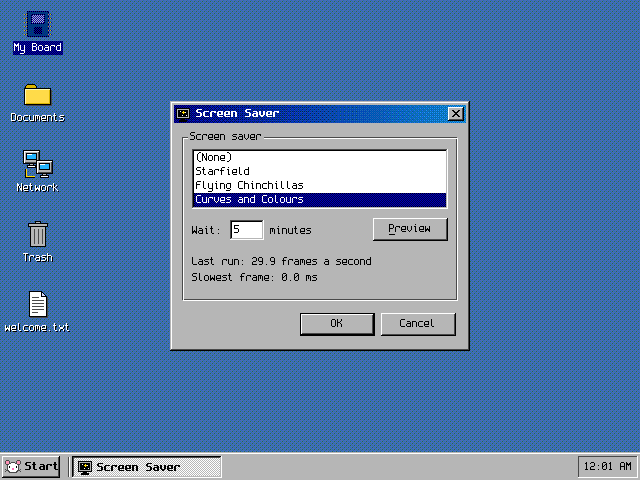 My Board
Documents
Network
Trash
welcome.txt
Screen Saver
Screen saver
(None)
Starfield
Flying Chinchillas
Curves and Colours
Wait: 5 minutes
Preview
Last run: 29.9 frames a second
Slowest frame: 0.0 ms
OK
Cancel
Start
Screen Saver
12:01 AM